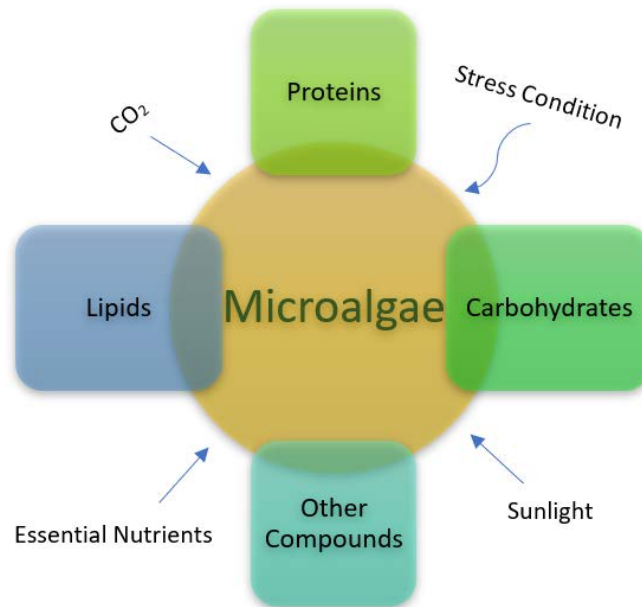 Proteins
CO₂
Stress Condition
Lipids
Microalgae
Carbohydrates
Essential Nutrients
Other
Compounds
Sunlight